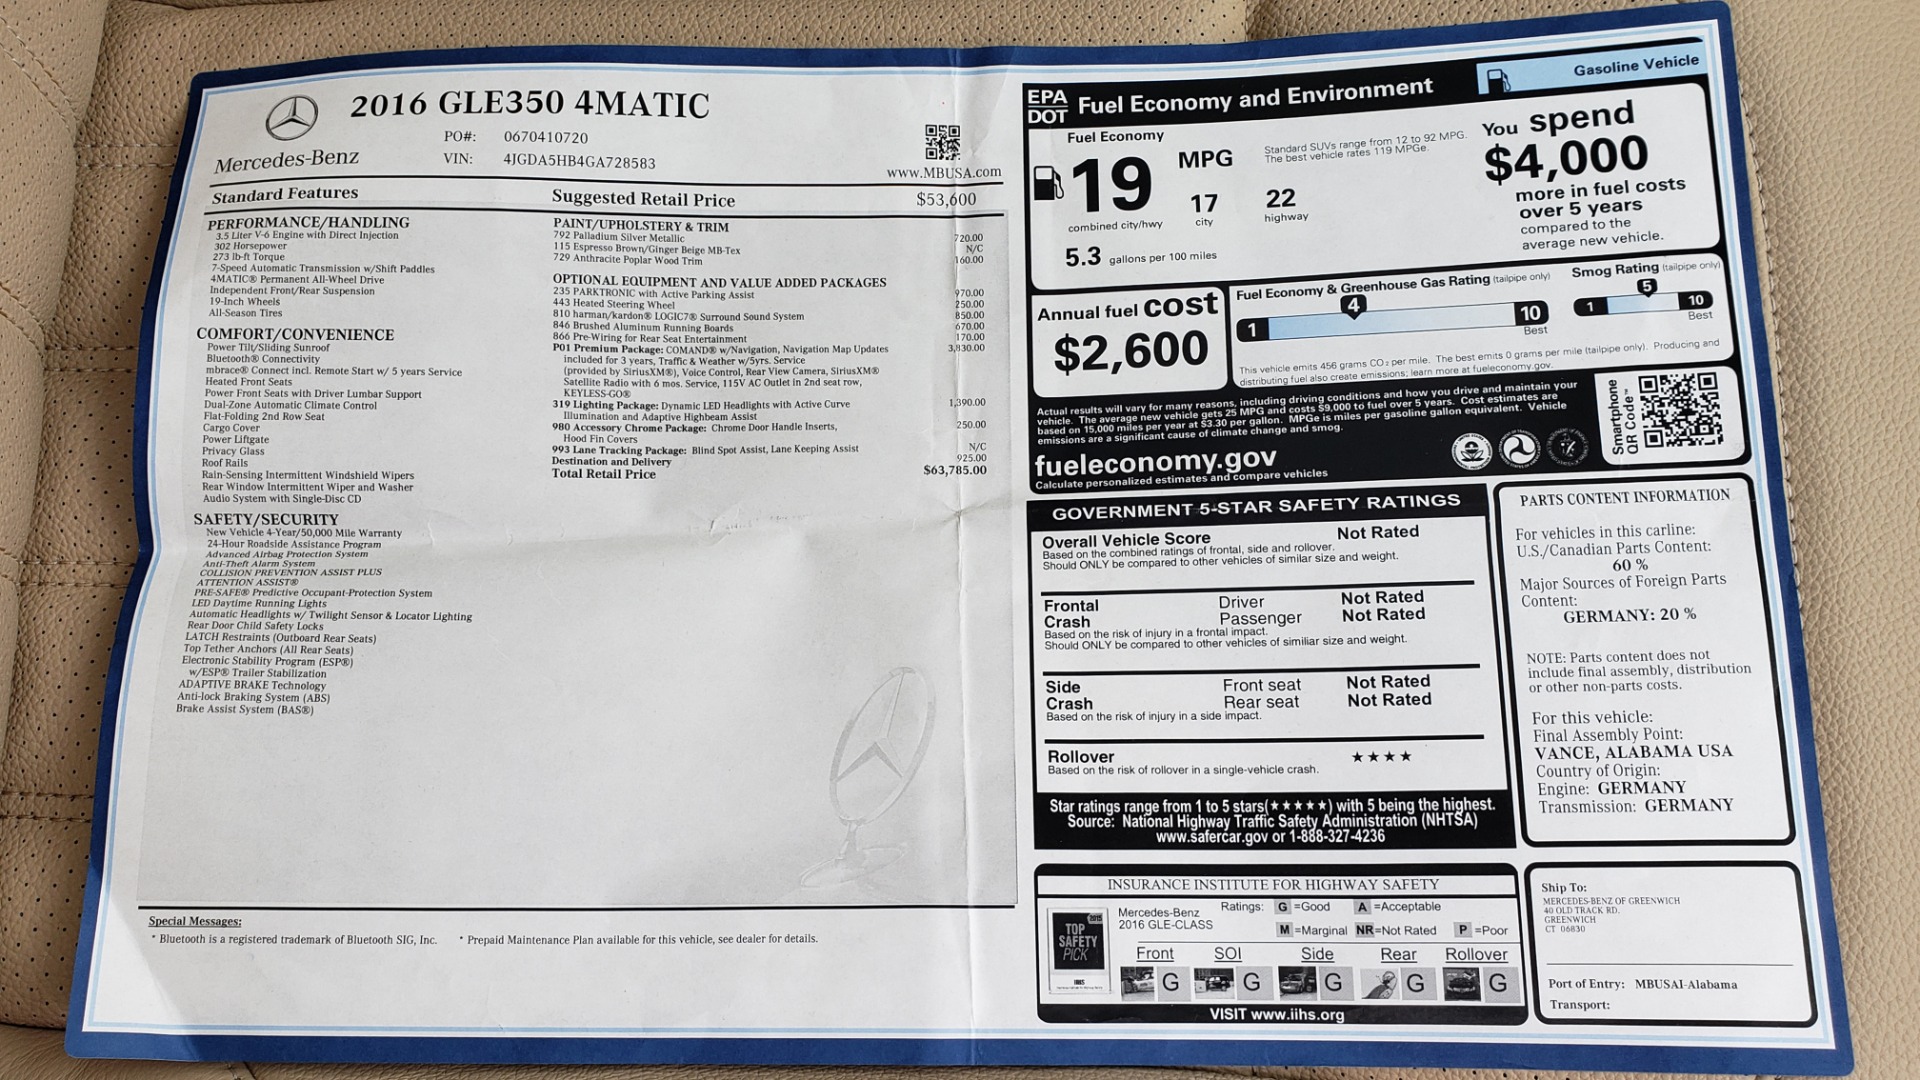 2016 GLE350 4MATIC
PO#: 0670410720
VIN: 4JGDA5HB4GA728583
Mercedes-Benz
www.MBUSA.com
Standard Features
Suggested Retail Price $53,600
PERFORMANCE/HANDLING
3.5 Liter V-6 Engine with Direct Injection
302 Horsepower
273 lb-ft Torque
7-Speed Automatic Transmission w/Shift Paddles
4MATIC® Permanent All-Wheel Drive
Independent Front/Rear Suspension
19-Inch Wheels
All-Season Tires
COMFORT/CONVENIENCE
Power Tilt/Sliding Sunroof
Bluetooth® Connectivity
mbrace® Connect incl. Remote Start w/ 5 years Service
Heated Front Seats
Power Front Seats with Driver Lumbar Support
Dual-Zone Automatic Climate Control
Flat-Folding 2nd Row Seat
Cargo Cover
Power Liftgate
Privacy Glass
Roof Rails
Rain-Sensing Intermittent Windshield Wipers
Rear Window Intermittent Wiper and Washer
Audio System with Single-Disc CD
SAFETY/SECURITY
New Vehicle 4-Year/50,000 Mile Warranty
24-Hour Roadside Assistance Program
Advanced Airbag Protection System
Anti-Theft Alarm System
COLLISION PREVENTION ASSIST PLUS
ATTENTION ASSIST®
PRE-SAFE® Predictive Occupant-Protection System
LED Daytime Running Lights
Automatic Headlights w/ Twilight Sensor & Locator Lighting
Rear Door Child Safety Locks
LATCH Restraints (Outboard Rear Seats)
Top Tether Anchors (All Rear Seats)
Electronic Stability Program (ESP®)
w/ESP® Trailer Stabilization
ADAPTIVE BRAKE Technology
Anti-lock Braking System (ABS)
Brake Assist System (BAS®)
PAINT/UPHOLSTERY & TRIM
792 Palladium Silver Metallic 720.00
115 Espresso Brown/Ginger Beige MB-Tex N/C
729 Anthracite Poplar Wood Trim 160.00
OPTIONAL EQUIPMENT AND VALUE ADDED PACKAGES
235 PARKTRONIC with Active Parking Assist 970.00
443 Heated Steering Wheel 250.00
810 harman/kardon® LOGIC7® Surround Sound System 850.00
846 Brushed Aluminum Running Boards 670.00
866 Pre-Wiring for Rear Seat Entertainment 170.00
P01 Premium Package: COMAND® w/Navigation, Navigation Map Updates 3,830.00
included for 3 years, Traffic & Weather w/5yrs. Service
(provided by SiriusXM®), Voice Control, Rear View Camera, SiriusXM®
Satellite Radio with 6 mos. Service, 115V AC Outlet in 2nd seat row,
KEYLESS-GO®
319 Lighting Package: Dynamic LED Headlights with Active Curve 1,390.00
Illumination and Adaptive Highbeam Assist
980 Accessory Chrome Package: Chrome Door Handle Inserts, 250.00
Hood Fin Covers
993 Lane Tracking Package: Blind Spot Assist, Lane Keeping Assist N/C
Destination and Delivery 925.00
Total Retail Price $63,785.00
Special Messages:
* Bluetooth is a registered trademark of Bluetooth SIG, Inc. * Prepaid Maintenance Plan available for this vehicle, see dealer for details.
EPA
DOT
Fuel Economy and Environment
Gasoline Vehicle
Fuel Economy
19 MPG
combined city/hwy
17
city
22
highway
Standard SUVs range from 12 to 92 MPG.
The best vehicle rates 119 MPGe.
5.3 gallons per 100 miles
You spend
$4,000
more in fuel costs
over 5 years
compared to the
average new vehicle.
Annual fuel cost
$2,600
Fuel Economy & Greenhouse Gas Rating (tailpipe only)
4
1
10
Best
Smog Rating (tailpipe only)
5
1
10
Best
This vehicle emits 456 grams CO2 per mile. The best emits 0 grams per mile (tailpipe only). Producing and
distributing fuel also create emissions; learn more at fueleconomy.gov.
Actual results will vary for many reasons, including driving conditions and how you drive and maintain your
vehicle. The average new vehicle gets 25 MPG and costs $9,000 to fuel over 5 years. Cost estimates are
based on 15,000 miles per year at $3.30 per gallon. MPGe is miles per gasoline gallon equivalent. Vehicle
emissions are a significant cause of climate change and smog.
fueleconomy.gov
Calculate personalized estimates and compare vehicles
Smartphone
QR Code™
GOVERNMENT 5-STAR SAFETY RATINGS
Overall Vehicle Score Not Rated
Based on the combined ratings of frontal, side and rollover.
Should ONLY be compared to other vehicles of similar size and weight.
Frontal Driver Not Rated
Crash Passenger Not Rated
Based on the risk of injury in a frontal impact.
Should ONLY be compared to other vehicles of similiar size and weight.
Side Front seat Not Rated
Crash Rear seat Not Rated
Based on the risk of injury in a side impact.
Rollover ★★★★
Based on the risk of rollover in a single-vehicle crash.
Star ratings range from 1 to 5 stars(★★★★★) with 5 being the highest.
Source: National Highway Traffic Safety Administration (NHTSA)
www.safercar.gov or 1-888-327-4236
PARTS CONTENT INFORMATION
For vehicles in this carline:
U.S./Canadian Parts Content:
60 %
Major Sources of Foreign Parts
Content:
GERMANY: 20 %
NOTE: Parts content does not
include final assembly, distribution
or other non-parts costs.
For this vehicle:
Final Assembly Point:
VANCE, ALABAMA USA
Country of Origin:
Engine: GERMANY
Transmission: GERMANY
INSURANCE INSTITUTE FOR HIGHWAY SAFETY
2015
TOP
SAFETY
PICK
IIHS
Mercedes-Benz
2016 GLE-CLASS
Ratings: G =Good A =Acceptable
M =Marginal NR=Not Rated P =Poor
Front SOI Side Rear Rollover
G G G G G
VISIT www.iihs.org
Ship To:
MERCEDES-BENZ OF GREENWICH
40 OLD TRACK RD.
GREENWICH
CT 06830
Port of Entry: MBUSAI-Alabama
Transport: